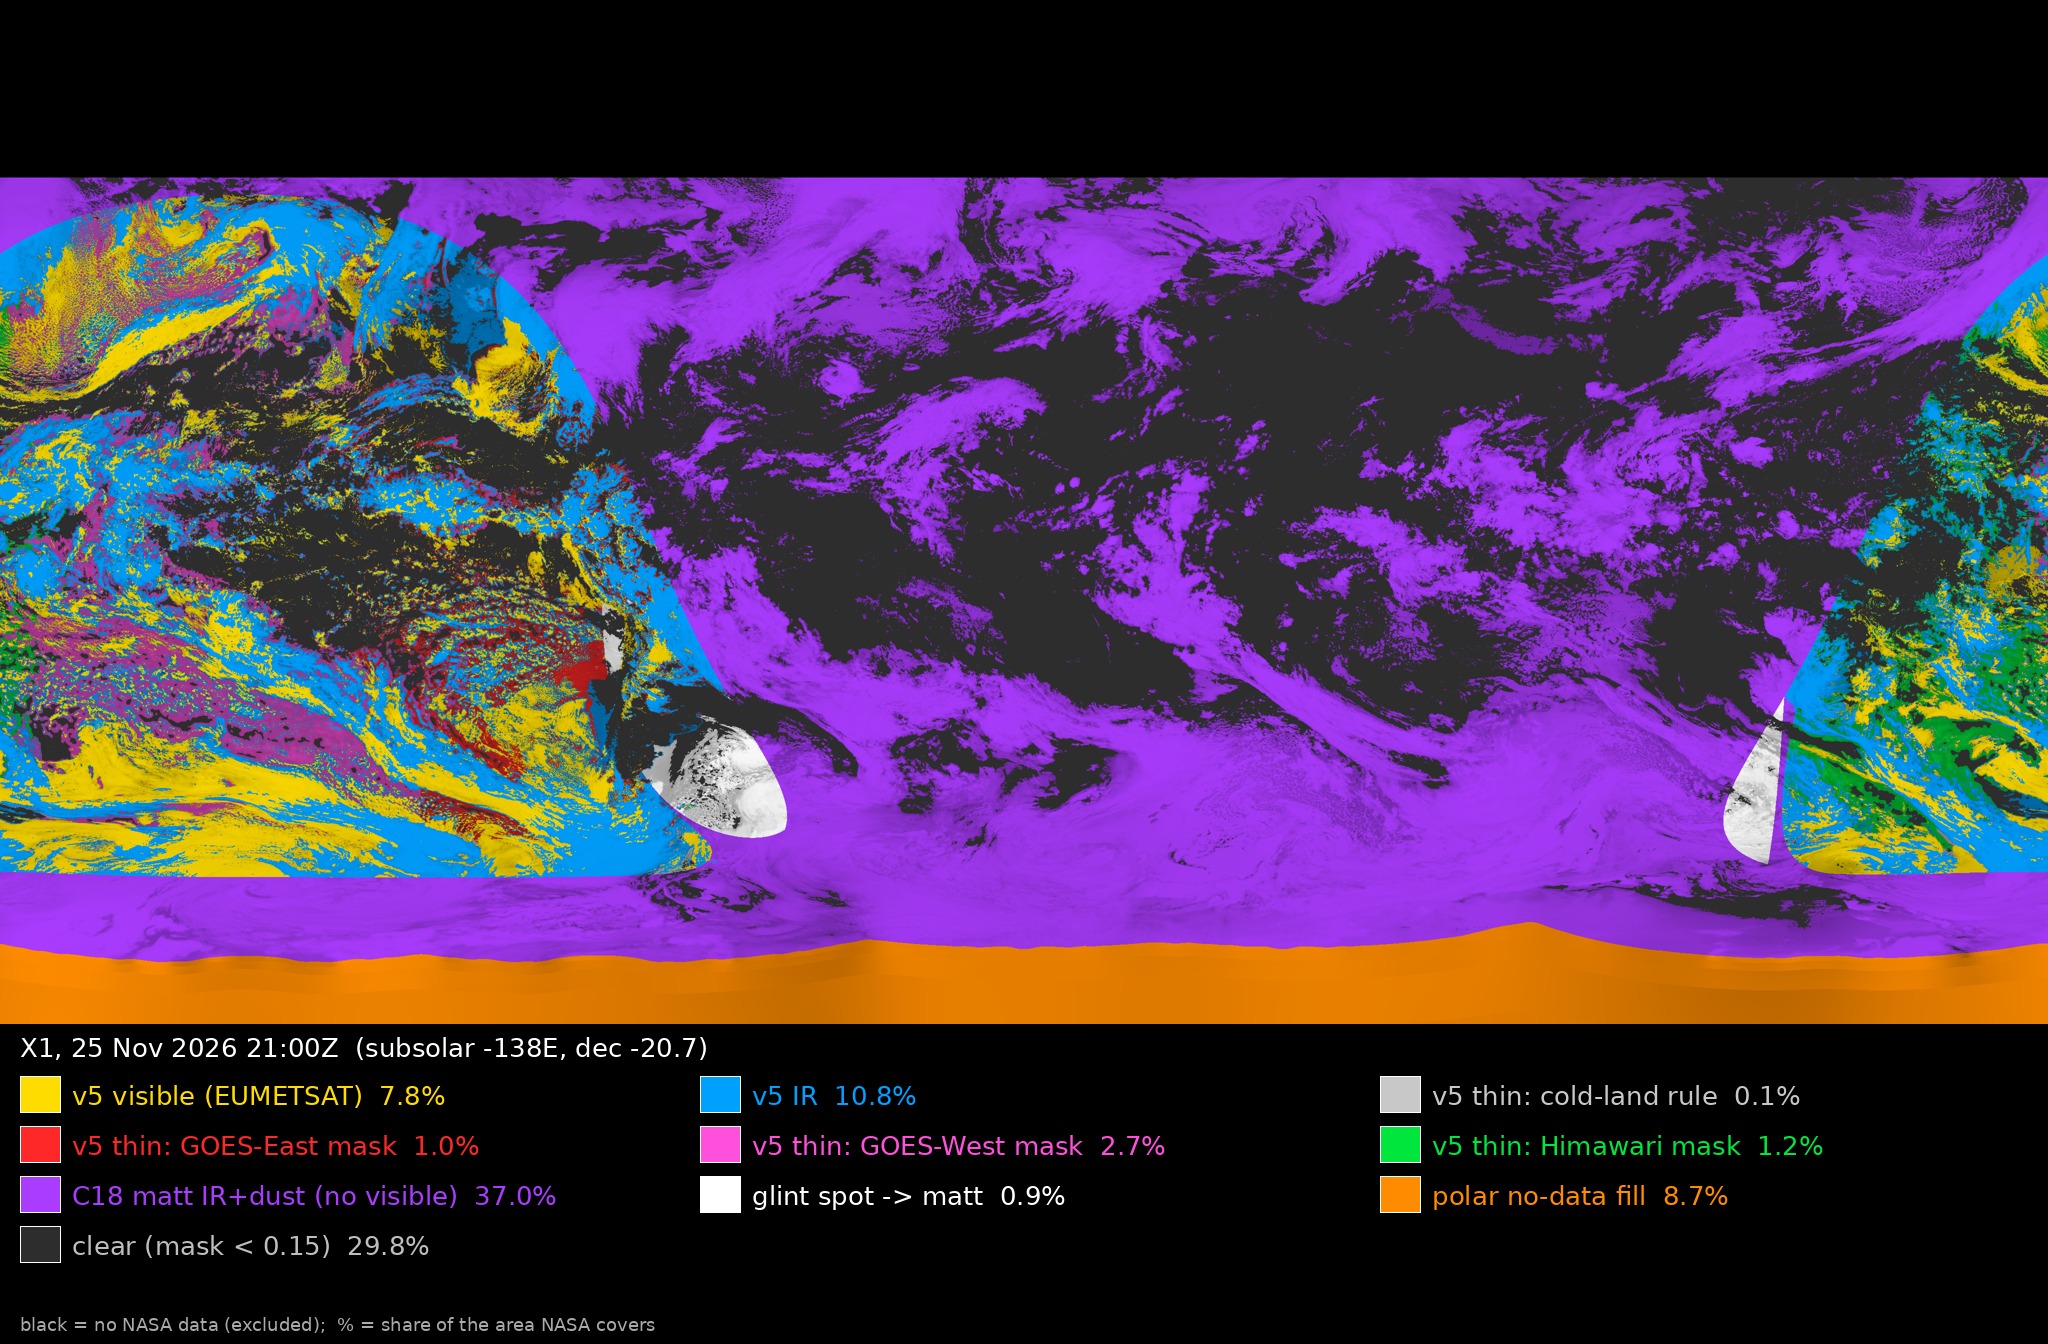 X1, 25 Nov 2026 21:00Z  (subsolar -138E, dec -20.7)
v5 visible (EUMETSAT)  7.8%
v5 IR  10.8%
v5 thin: cold-land rule  0.1%
v5 thin: GOES-East mask  1.0%
v5 thin: GOES-West mask  2.7%
v5 thin: Himawari mask  1.2%
C18 matt IR+dust (no visible)  37.0%
glint spot -> matt  0.9%
polar no-data fill  8.7%
clear (mask < 0.15)  29.8%
black = no NASA data (excluded);  % = share of the area NASA covers